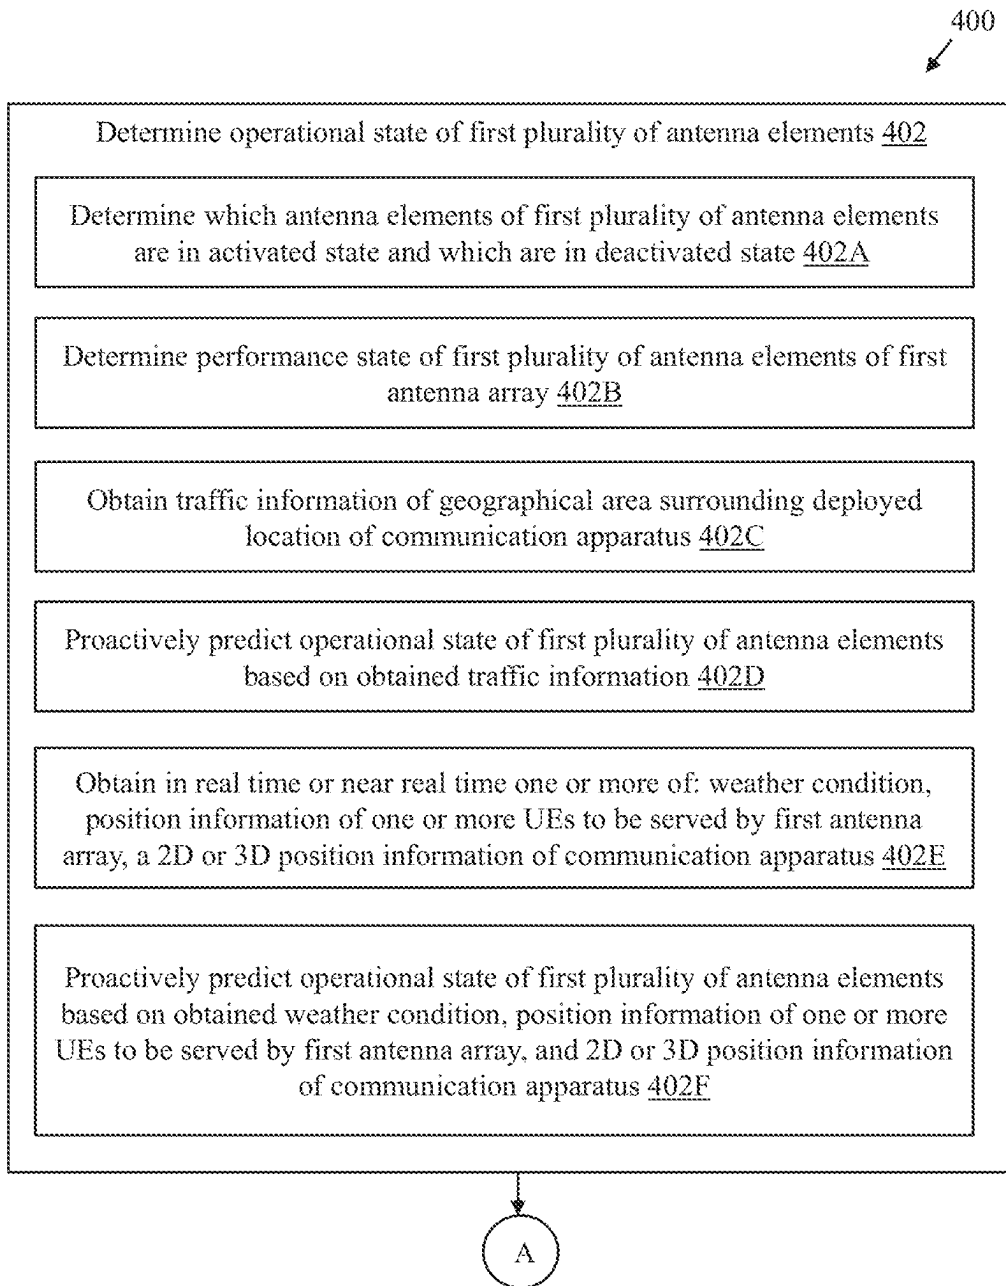 400
Determine operational state of first plurality of antenna elements 402
Determine which antenna elements of first plurality of antenna elements
are in activated state and which are in deactivated state 402A
Determine performance state of first plurality of antenna elements of first
antenna array 402B
Obtain traffic information of geographical area surrounding deployed
location of communication apparatus 402C
Proactively predict operational state of first plurality of antenna elements
based on obtained traffic information 402D
Obtain in real time or near real time one or more of: weather condition,
position information of one or more UEs to be served by first antenna
array, a 2D or 3D position information of communication apparatus 402E
Proactively predict operational state of first plurality of antenna elements
based on obtained weather condition, position information of one or more
UEs to be served by first antenna array, and 2D or 3D position information
of communication apparatus 402F
A